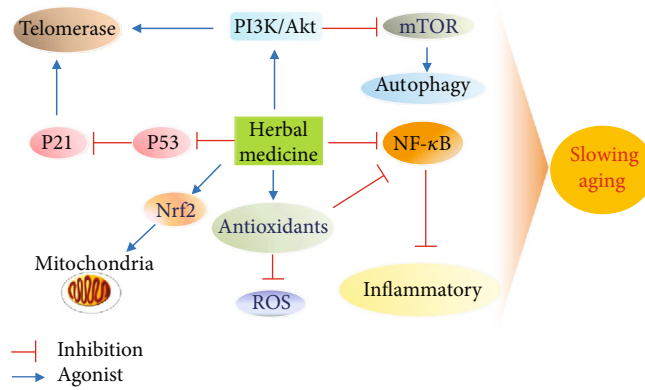 Telomerase
PI3K/Akt
mTOR
Autophagy
P21
P53
Herbal
medicine
NF-κB
Slowing
aging
Nrf2
Antioxidants
Mitochondria
ROS
Inflammatory
Inhibition
Agonist